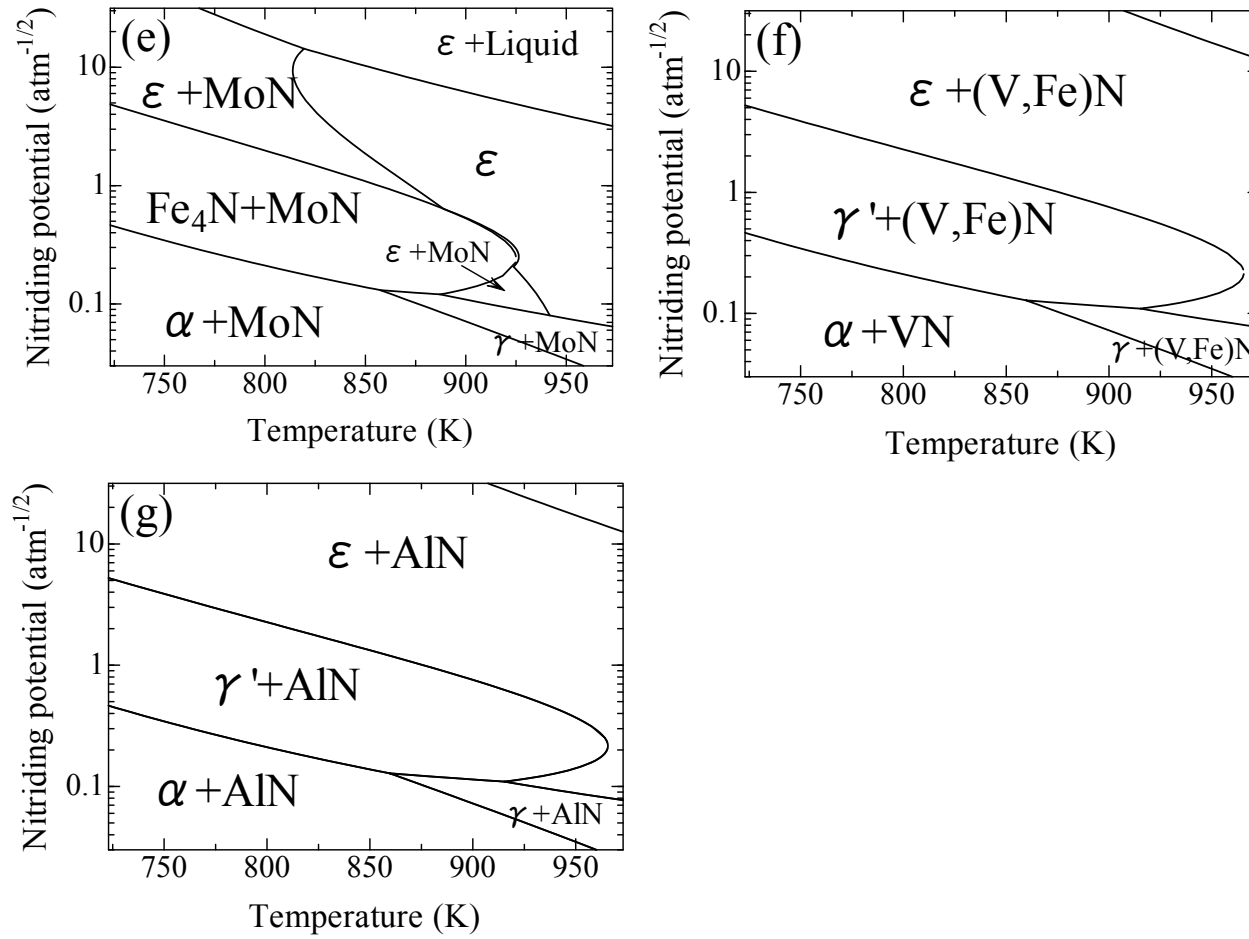 (e)
ε+Liquid
ε+MoN
ε
Fe₄N+MoN
ε+MoN
α+MoN
γ+MoN
10
1
0.1
750 800 850 900 950
Temperature (K)
Nitriding potential (atm⁻¹/²)
(f)
ε+(V,Fe)N
γ'+(V,Fe)N
α+VN
γ+(V,Fe)N
10
1
0.1
750 800 850 900 950
Temperature (K)
Nitriding potential (atm⁻¹/²)
(g)
ε+AlN
γ'+AlN
α+AlN
γ+AlN
10
1
0.1
750 800 850 900 950
Temperature (K)
Nitriding potential (atm⁻¹/²)